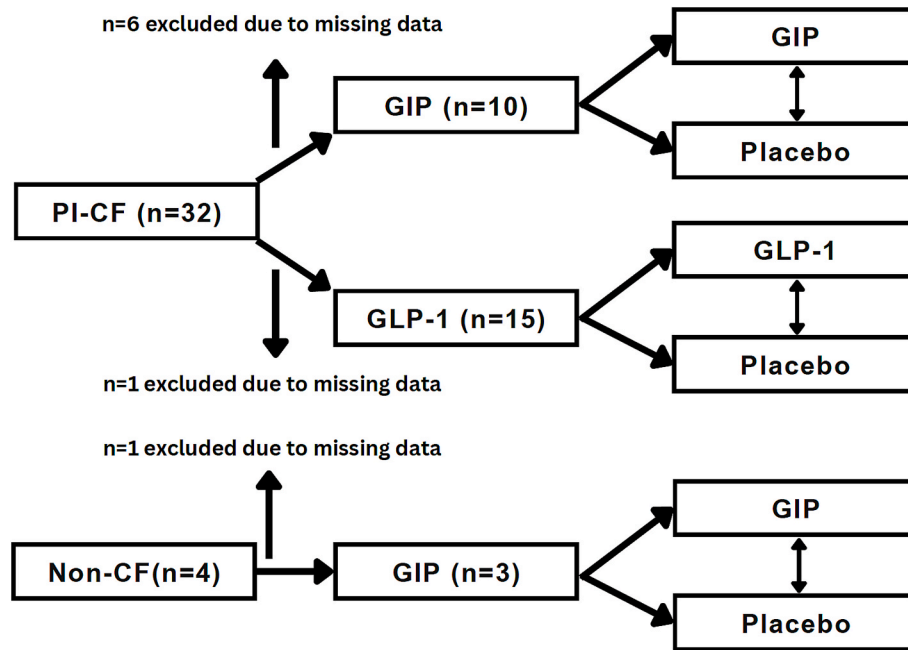 n=6 excluded due to missing data
GIP
GIP (n=10)
Placebo
PI-CF (n=32)
GLP-1
GLP-1 (n=15)
Placebo
n=1 excluded due to missing data
n=1 excluded due to missing data
GIP
Non-CF(n=4)
GIP (n=3)
Placebo